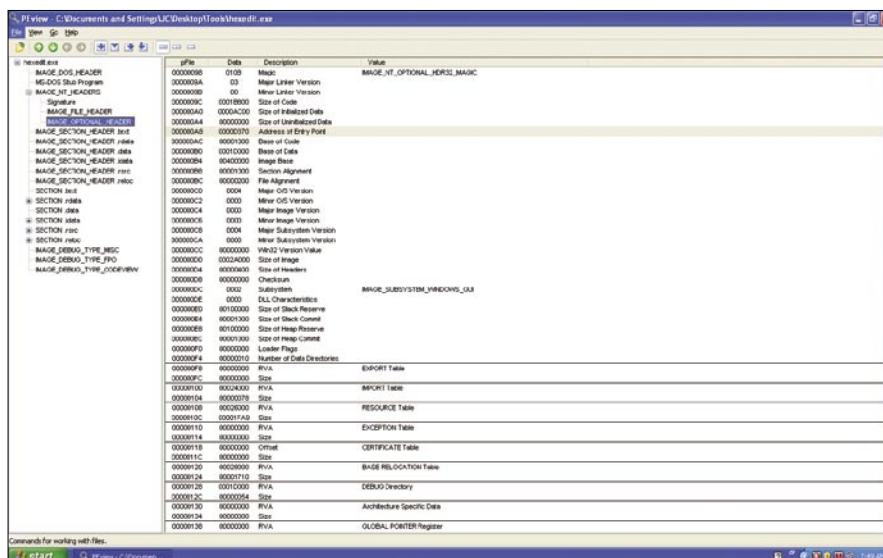 PEview - C:\Documents and Settings\JC\Desktop\Tools\hexedit.exe
File View Go Help
hexedit.exe
IMAGE_DOS_HEADER
MS-DOS Stub Program
IMAGE_NT_HEADERS
Signature
IMAGE_FILE_HEADER
IMAGE_OPTIONAL_HEADER
IMAGE_SECTION_HEADER .text
IMAGE_SECTION_HEADER .rdata
IMAGE_SECTION_HEADER .data
IMAGE_SECTION_HEADER .idata
IMAGE_SECTION_HEADER .rsrc
IMAGE_SECTION_HEADER .reloc
SECTION .text
SECTION .rdata
SECTION .data
SECTION .idata
SECTION .rsrc
SECTION .reloc
IMAGE_DEBUG_TYPE_MISC
IMAGE_DEBUG_TYPE_FPO
IMAGE_DEBUG_TYPE_CODEVIEW
pFile Data Description Value
00000098 010B Magic IMAGE_NT_OPTIONAL_HDR32_MAGIC
0000009A 03 Major Linker Version
0000009B 00 Minor Linker Version
0000009C Size of Code
000000A0 0000AC00 Size of Initialized Data
000000A4 00000000 Size of Uninitialized Data
000000A8 0000D370 Address of Entry Point
000000AC 00001000 Base of Code
000000B0 Base of Data
000000B4 00400000 Image Base
000000B8 00001000 Section Alignment
000000BC 00000200 File Alignment
000000C0 0004 Major O/S Version
000000C2 0000 Minor O/S Version
000000C4 0000 Major Image Version
000000C6 0000 Minor Image Version
000000C8 0004 Major Subsystem Version
000000CA 0000 Minor Subsystem Version
000000CC 00000000 Win32 Version Value
000000D0 0002A000 Size of Image
000000D4 00000400 Size of Headers
000000D8 00000000 Checksum
000000DC 0002 Subsystem IMAGE_SUBSYSTEM_WINDOWS_GUI
000000DE 0000 DLL Characteristics
000000E0 00100000 Size of Stack Reserve
000000E4 00001000 Size of Stack Commit
000000E8 00100000 Size of Heap Reserve
000000EC 00001000 Size of Heap Commit
000000F0 00000000 Loader Flags
000000F4 00000010 Number of Data Directories
000000F8 00000000 RVA EXPORT Table
000000FC 00000000 Size
00000100 00024000 RVA IMPORT Table
00000104 00000078 Size
00000108 00026000 RVA RESOURCE Table
0000010C Size
00000110 00000000 RVA EXCEPTION Table
00000114 00000000 Size
00000118 00000000 Offset CERTIFICATE Table
0000011C 00000000 Size
00000120 00028000 RVA BASE RELOCATION Table
00000124 00001710 Size
00000128 RVA DEBUG Directory
0000012C 00000054 Size
00000130 00000000 RVA Architecture Specific Data
00000134 00000000 Size
00000138 00000000 RVA GLOBAL POINTER Register
Commands for working with files.
start PEview - C:\Documen...